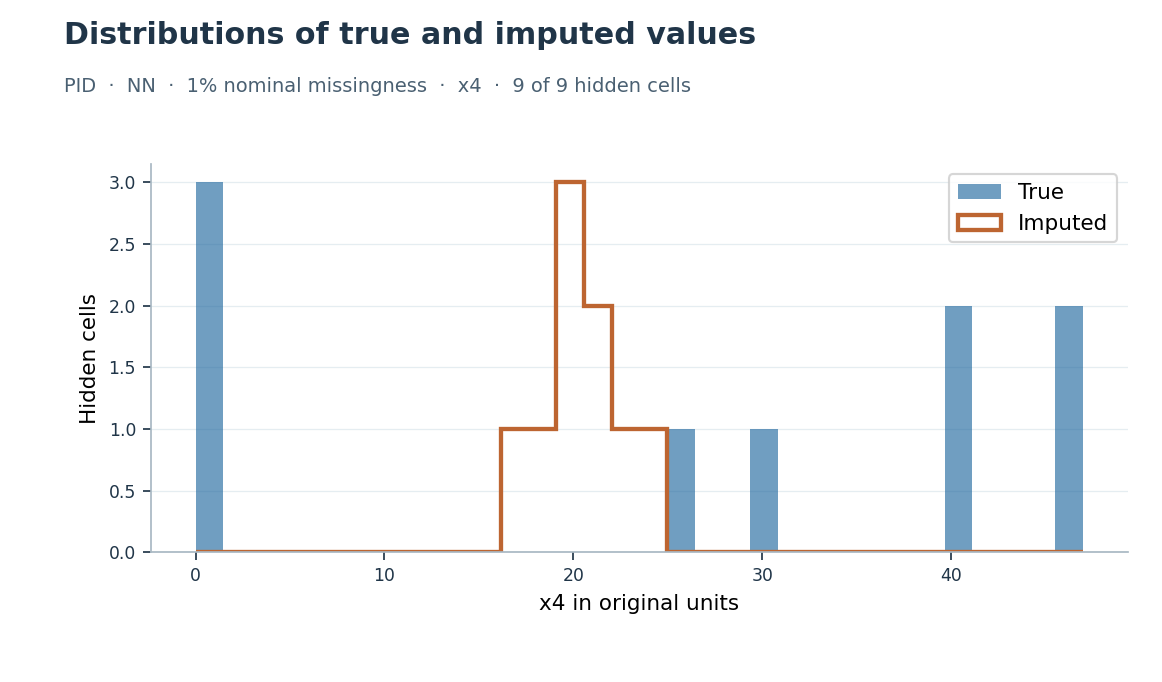 Distributions of true and imputed values
PID · NN · 1% nominal missingness · x4 · 9 of 9 hidden cells
3.0
2.5
2.0
1.5
1.0
0.5
0.0
Hidden cells
True
Imputed
0 10 20 30 40
x4 in original units